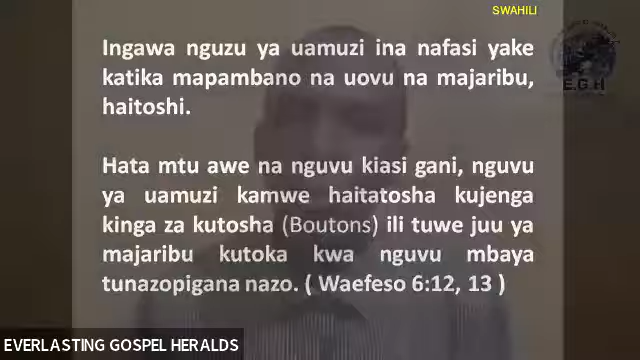 SWAHILI
Ingawa nguzu ya uamuzi ina nafasi yake
katika mapambano na uovu na majaribu,
haitoshi.
Hata mtu awe na nguvu kiasi gani, nguvu
ya uamuzi kamwe haitatosha kujenga
kinga za kutosha (Boutons) ili tuwe juu ya
majaribu kutoka kwa nguvu mbaya
tunazopigana nazo. ( Waefeso 6:12, 13 )
E.G.H
EVERLASTING GOSPEL HERALDS